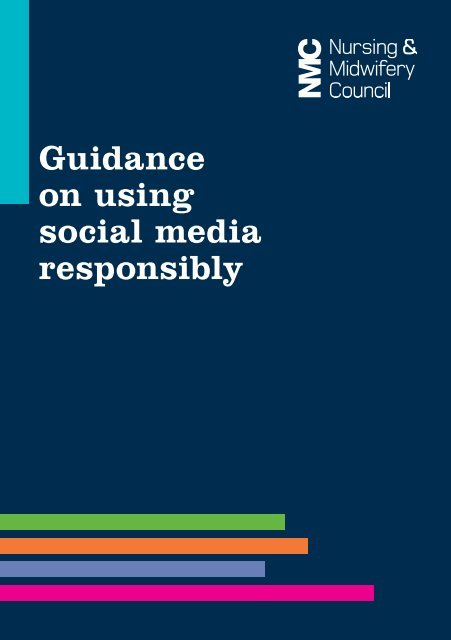 NMC
Nursing &
Midwifery
Council
Guidance
on using
social media
responsibly